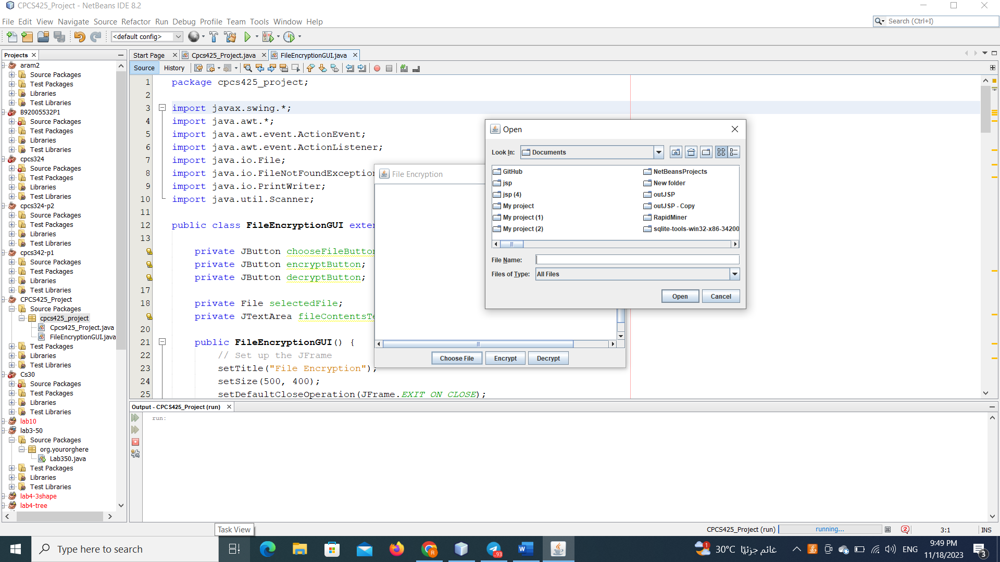 CPCS425_Project - NetBeans IDE 8.2
File Edit View Navigate Source Refactor Run Debug Profile Team Tools Window Help
Search (Ctrl+I)
<default config>
Projects
aram2
Source Packages
Test Packages
Libraries
Test Libraries
B92005532P1
Source Packages
Test Packages
Libraries
Test Libraries
cpcs324
Source Packages
Test Packages
Libraries
Test Libraries
cpcs324-p2
Source Packages
Test Packages
Libraries
Test Libraries
cpcs342-p1
Source Packages
Test Packages
Libraries
Test Libraries
CPCS425_Project
Source Packages
cpcs425_project
Cpcs425_Project.java
FileEncryptionGUI.java
Test Packages
Libraries
Test Libraries
Cs30
Source Packages
Test Packages
Libraries
Test Libraries
lab10
lab3-50
Source Packages
org.yourorghere
Lab350.java
Test Packages
Libraries
Test Libraries
lab4-3shape
lab4-tree
Start Page Cpcs425_Project.java FileEncryptionGUI.java
Source History
1 package cpcs425_project;
2
3 import javax.swing.*;
4 import java.awt.*;
5 import java.awt.event.ActionEvent;
6 import java.awt.event.ActionListener;
7 import java.io.File;
8 import java.io.FileNotFoundException
9 import java.io.PrintWriter;
10 import java.util.Scanner;
11
12 public class FileEncryptionGUI exten
13
private JButton chooseFileButton
private JButton encryptButton;
private JButton decryptButton;
17
18 private File selectedFile;
private JTextArea fileContentsTe
20
21 public FileEncryptionGUI() {
22 // Set up the JFrame
23 setTitle("File Encryption");
24 setSize(500, 400);
25 setDefaultCloseOperation(JFrame.EXIT_ON_CLOSE);
File Encryption
Choose File Encrypt Decrypt
Open
Look In: Documents
GitHub
jsp
jsp (4)
My project
My project (1)
My project (2)
NetBeansProjects
New folder
outJSP
outJSP - Copy
RapidMiner
sqlite-tools-win32-x86-34200
File Name:
Files of Type: All Files
Open Cancel
Output - CPCS425_Project (run)
run:
Task View
CPCS425_Project (run) running... 2 3:1 INS
Type here to search
R
..93
W
1
30°C غائم جزئيًا
ENG
9:49 PM
11/18/2023
3